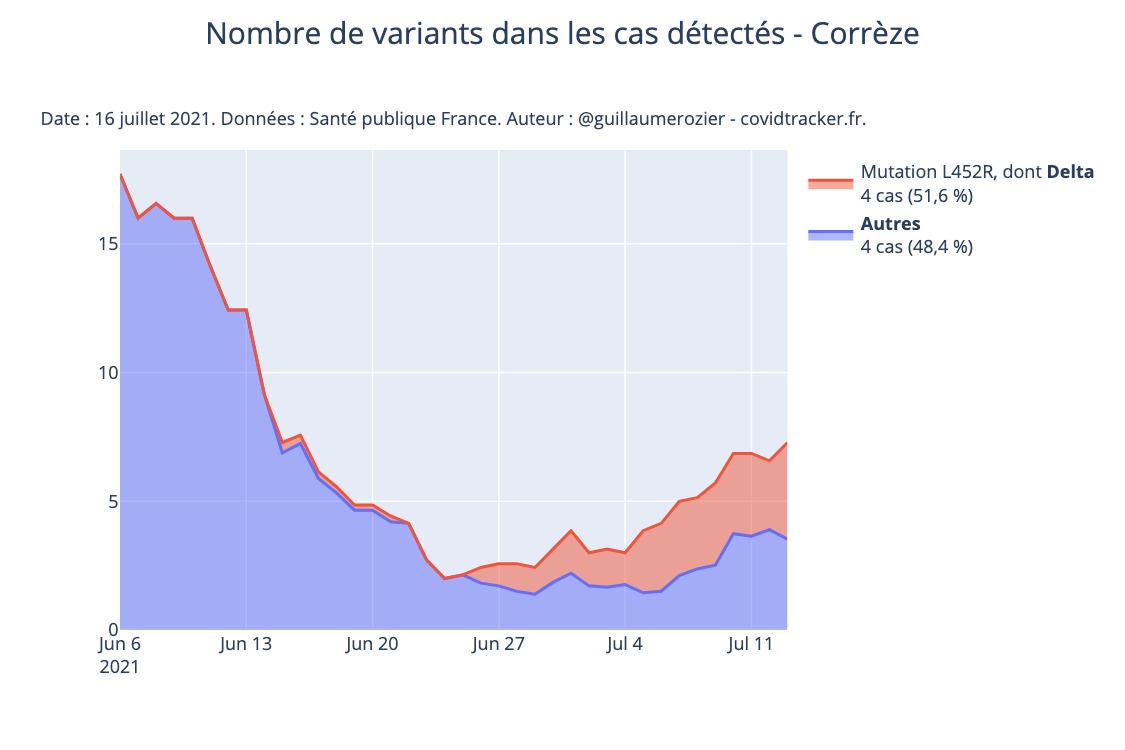 Nombre de variants dans les cas détectés - Corrèze
Date : 16 juillet 2021. Données : Santé publique France. Auteur : @guillaumerozier - covidtracker.fr.
Mutation L452R, dont Delta
4 cas (51,6 %)
Autres
4 cas (48,4 %)
15
10
5
0
Jun 6
2021
Jun 13
Jun 20
Jun 27
Jul 4
Jul 11